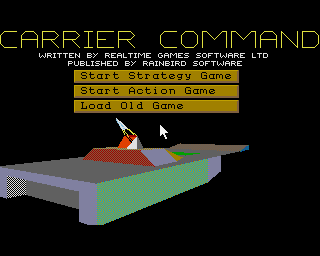 CARRIER COMMAND
WRITTEN BY REALTIME GAMES SOFTWARE LTD
PUBLISHED BY RAINBIRD SOFTWARE
Start Strategy Game
Start Action Game
Load Old Game